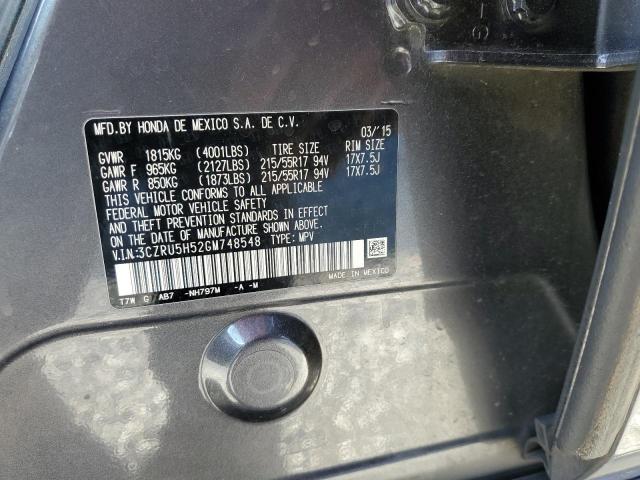 MFD.BY HONDA DE MEXICO S.A. DE C.V. 03/'15
GVWR 1815KG (4001LBS) TIRE SIZE RIM SIZE
GAWR F 965KG (2127LBS) 215/55R17 94V 17X7.5J
GAWR R 850KG (1873LBS) 215/55R17 94V 17X7.5J
THIS VEHICLE CONFORMS TO ALL APPLICABLE
FEDERAL MOTOR VEHICLE SAFETY
AND THEFT PREVENTION STANDARDS IN EFFECT
ON THE DATE OF MANUFACTURE SHOWN ABOVE.
V.I.N:3CZRU5H52GM748548 TYPE: MPV
MADE IN MEXICO
T7W G AB7 -NH797M -A -M